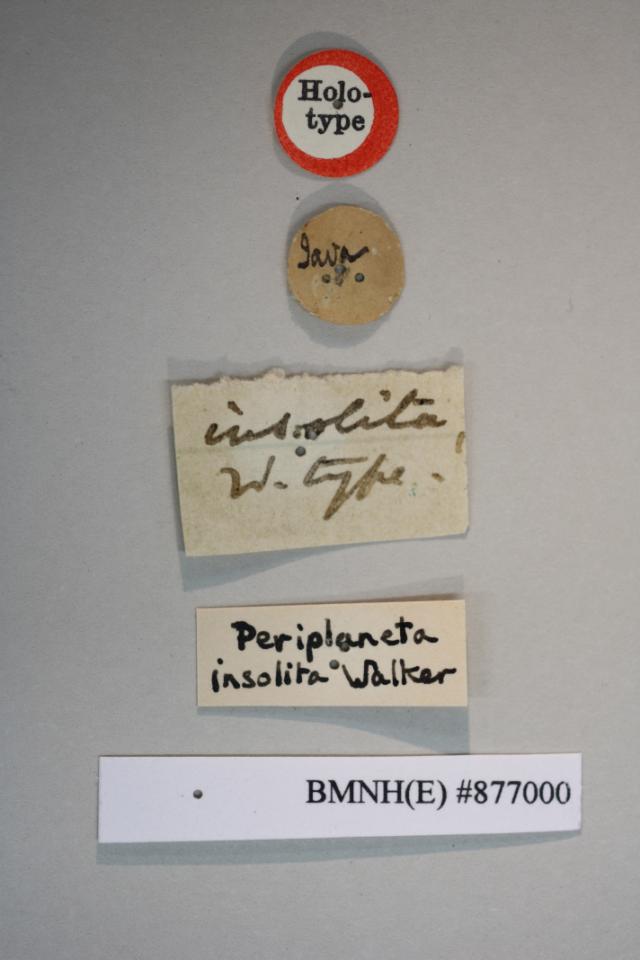 Holo-
type
Java
insolita,
W. type.
Periplaneta
insolita Walker
BMNH(E) #877000